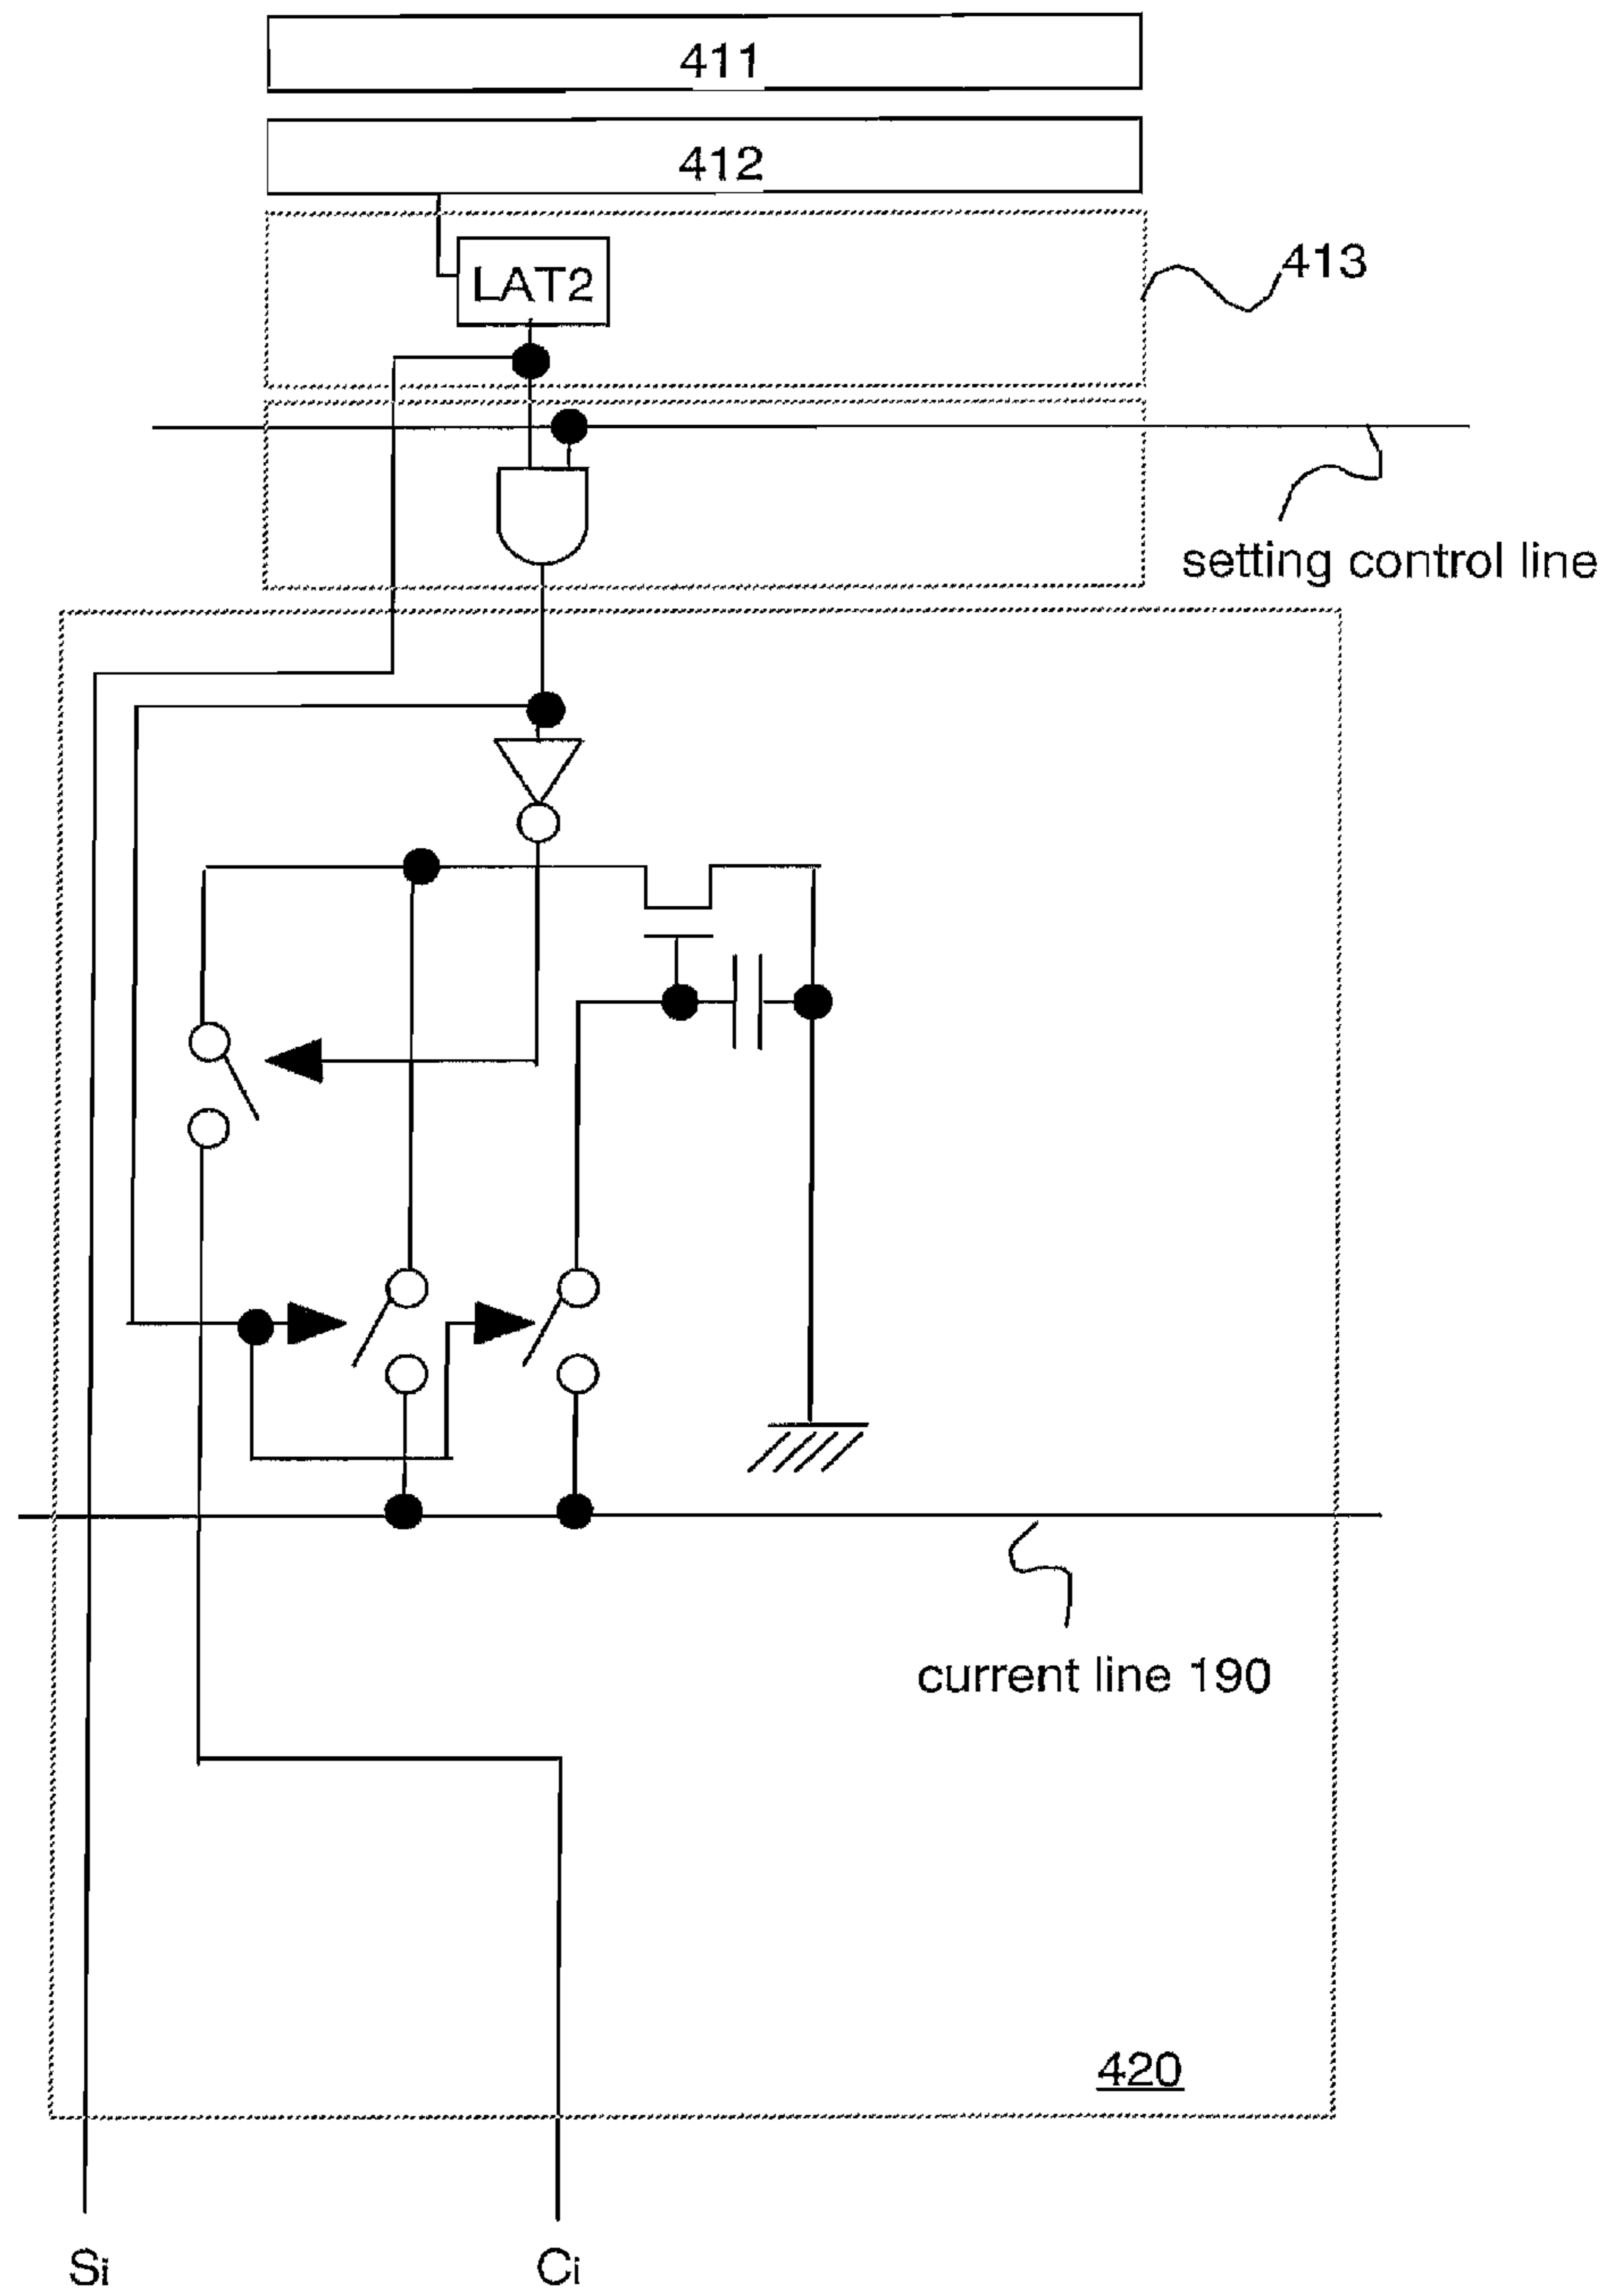 411
412
LAT2
413
setting control line
current line 190
420
Si
Ci